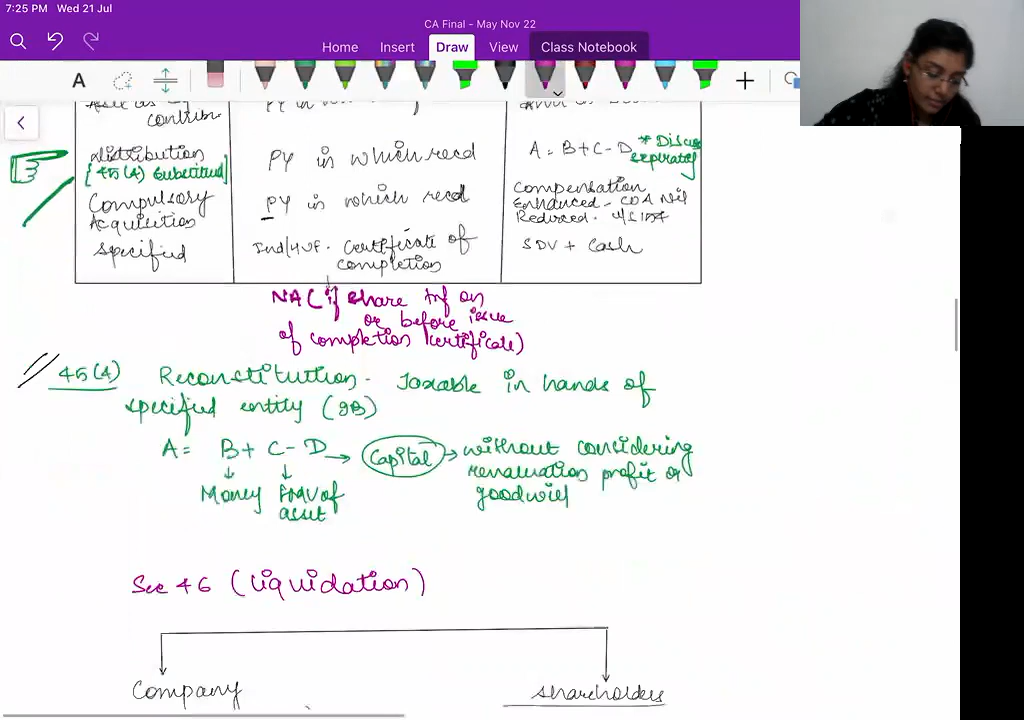 7:25 PM Wed 21 Jul
CA Final - May Nov 22
Home Insert Draw View Class Notebook
A
contribu
distribution
[45(4) substituted]
PY in which recd
A = B + C - D * Discuss seperately
Compulsory Acquisition
PY in which recd
Compensation
Enhanced - COA Nil
Reduced - u/s 154
Specified
Ind/HUF - Certificate of completion
SDV + Cash
NA (if share trf on
or before issue
of completion certificate)
45(4) Reconstitution - Taxable in hands of
specified entity (9B)
A = B + C - D → Capital → without considering
revaluation profit or
goodwill
Money FMV of
asset
Sec 46 (liquidation)
Company shareholders